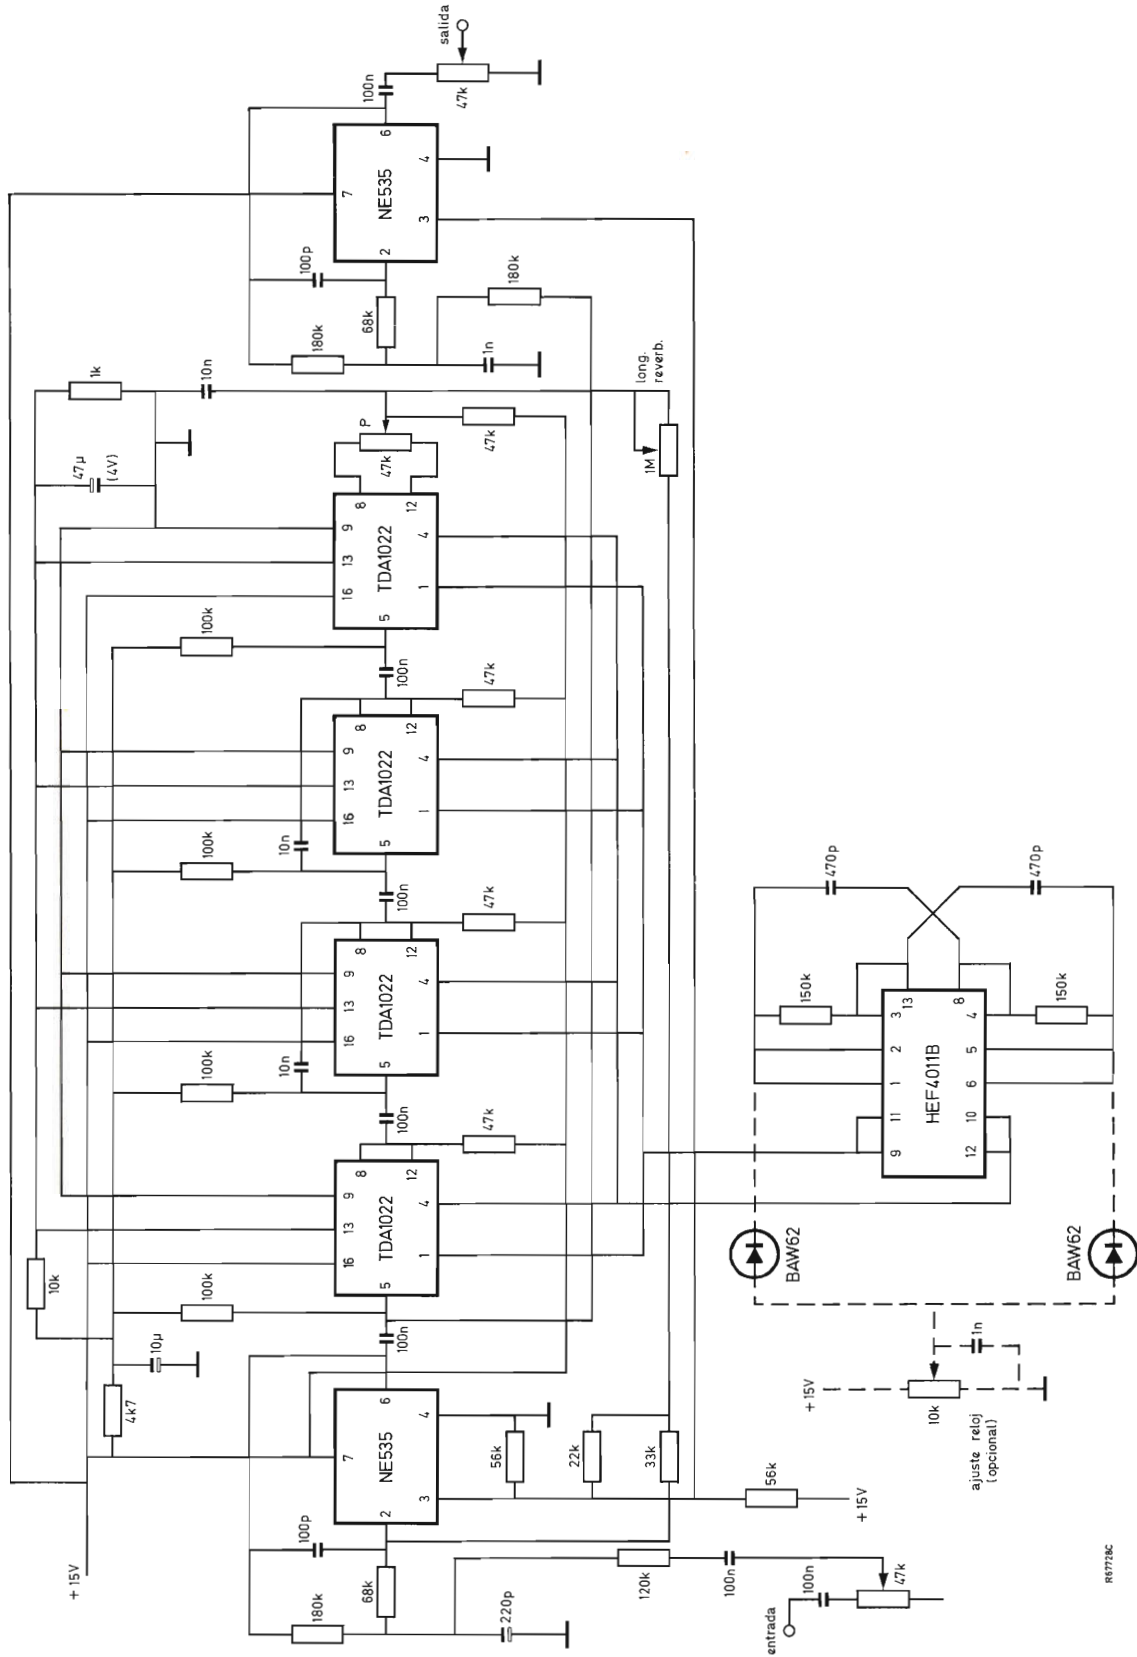 +15V
4k7
10µ
10k
100k
100k
100k
100k
47µ
(4V)
1k
10n
180k
68k
100p
220p
NE535
2
3
4
6
7
100n
TDA1022
5
16
13
9
8
1
4
12
47k
100n
10n
TDA1022
5
16
13
9
8
1
4
12
47k
100n
10n
TDA1022
5
16
13
9
8
1
4
12
47k
100n
TDA1022
5
16
13
9
8
1
4
12
P
47k
47k
180k
68k
100p
1n
180k
NE535
2
3
4
6
7
100n
47k
salida
long.
reverb.
1M
56k
22k
33k
56k
+15V
120k
100n
100n
entrada
47k
HEF4011B
9
11
1
2
3
13
12
10
6
5
4
8
150k
150k
470p
470p
BAW62
BAW62
+15V
10k
1n
ajuste reloj
(opcional)
R67728C